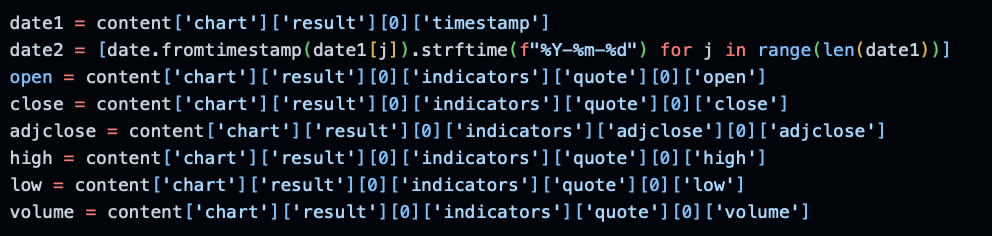 date1 = content['chart']['result'][0]['timestamp']
date2 = [date.fromtimestamp(date1[j]).strftime(f"%Y-%m-%d") for j in range(len(date1))]
open = content['chart']['result'][0]['indicators']['quote'][0]['open']
close = content['chart']['result'][0]['indicators']['quote'][0]['close']
adjclose = content['chart']['result'][0]['indicators']['adjclose'][0]['adjclose']
high = content['chart']['result'][0]['indicators']['quote'][0]['high']
low = content['chart']['result'][0]['indicators']['quote'][0]['low']
volume = content['chart']['result'][0]['indicators']['quote'][0]['volume']